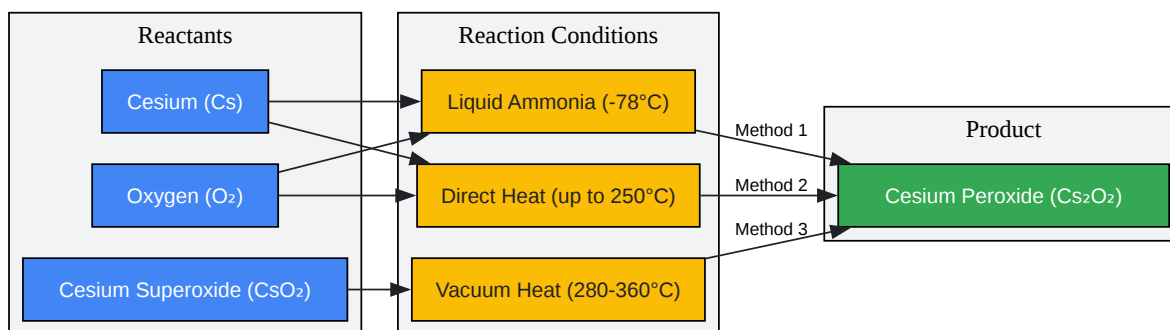 Reactants
Cesium (Cs)
Oxygen (O₂)
Cesium Superoxide (CsO₂)
Reaction Conditions
Liquid Ammonia (-78°C)
Direct Heat (up to 250°C)
Vacuum Heat (280-360°C)
Method 1
Method 2
Method 3
Product
Cesium Peroxide (Cs₂O₂)